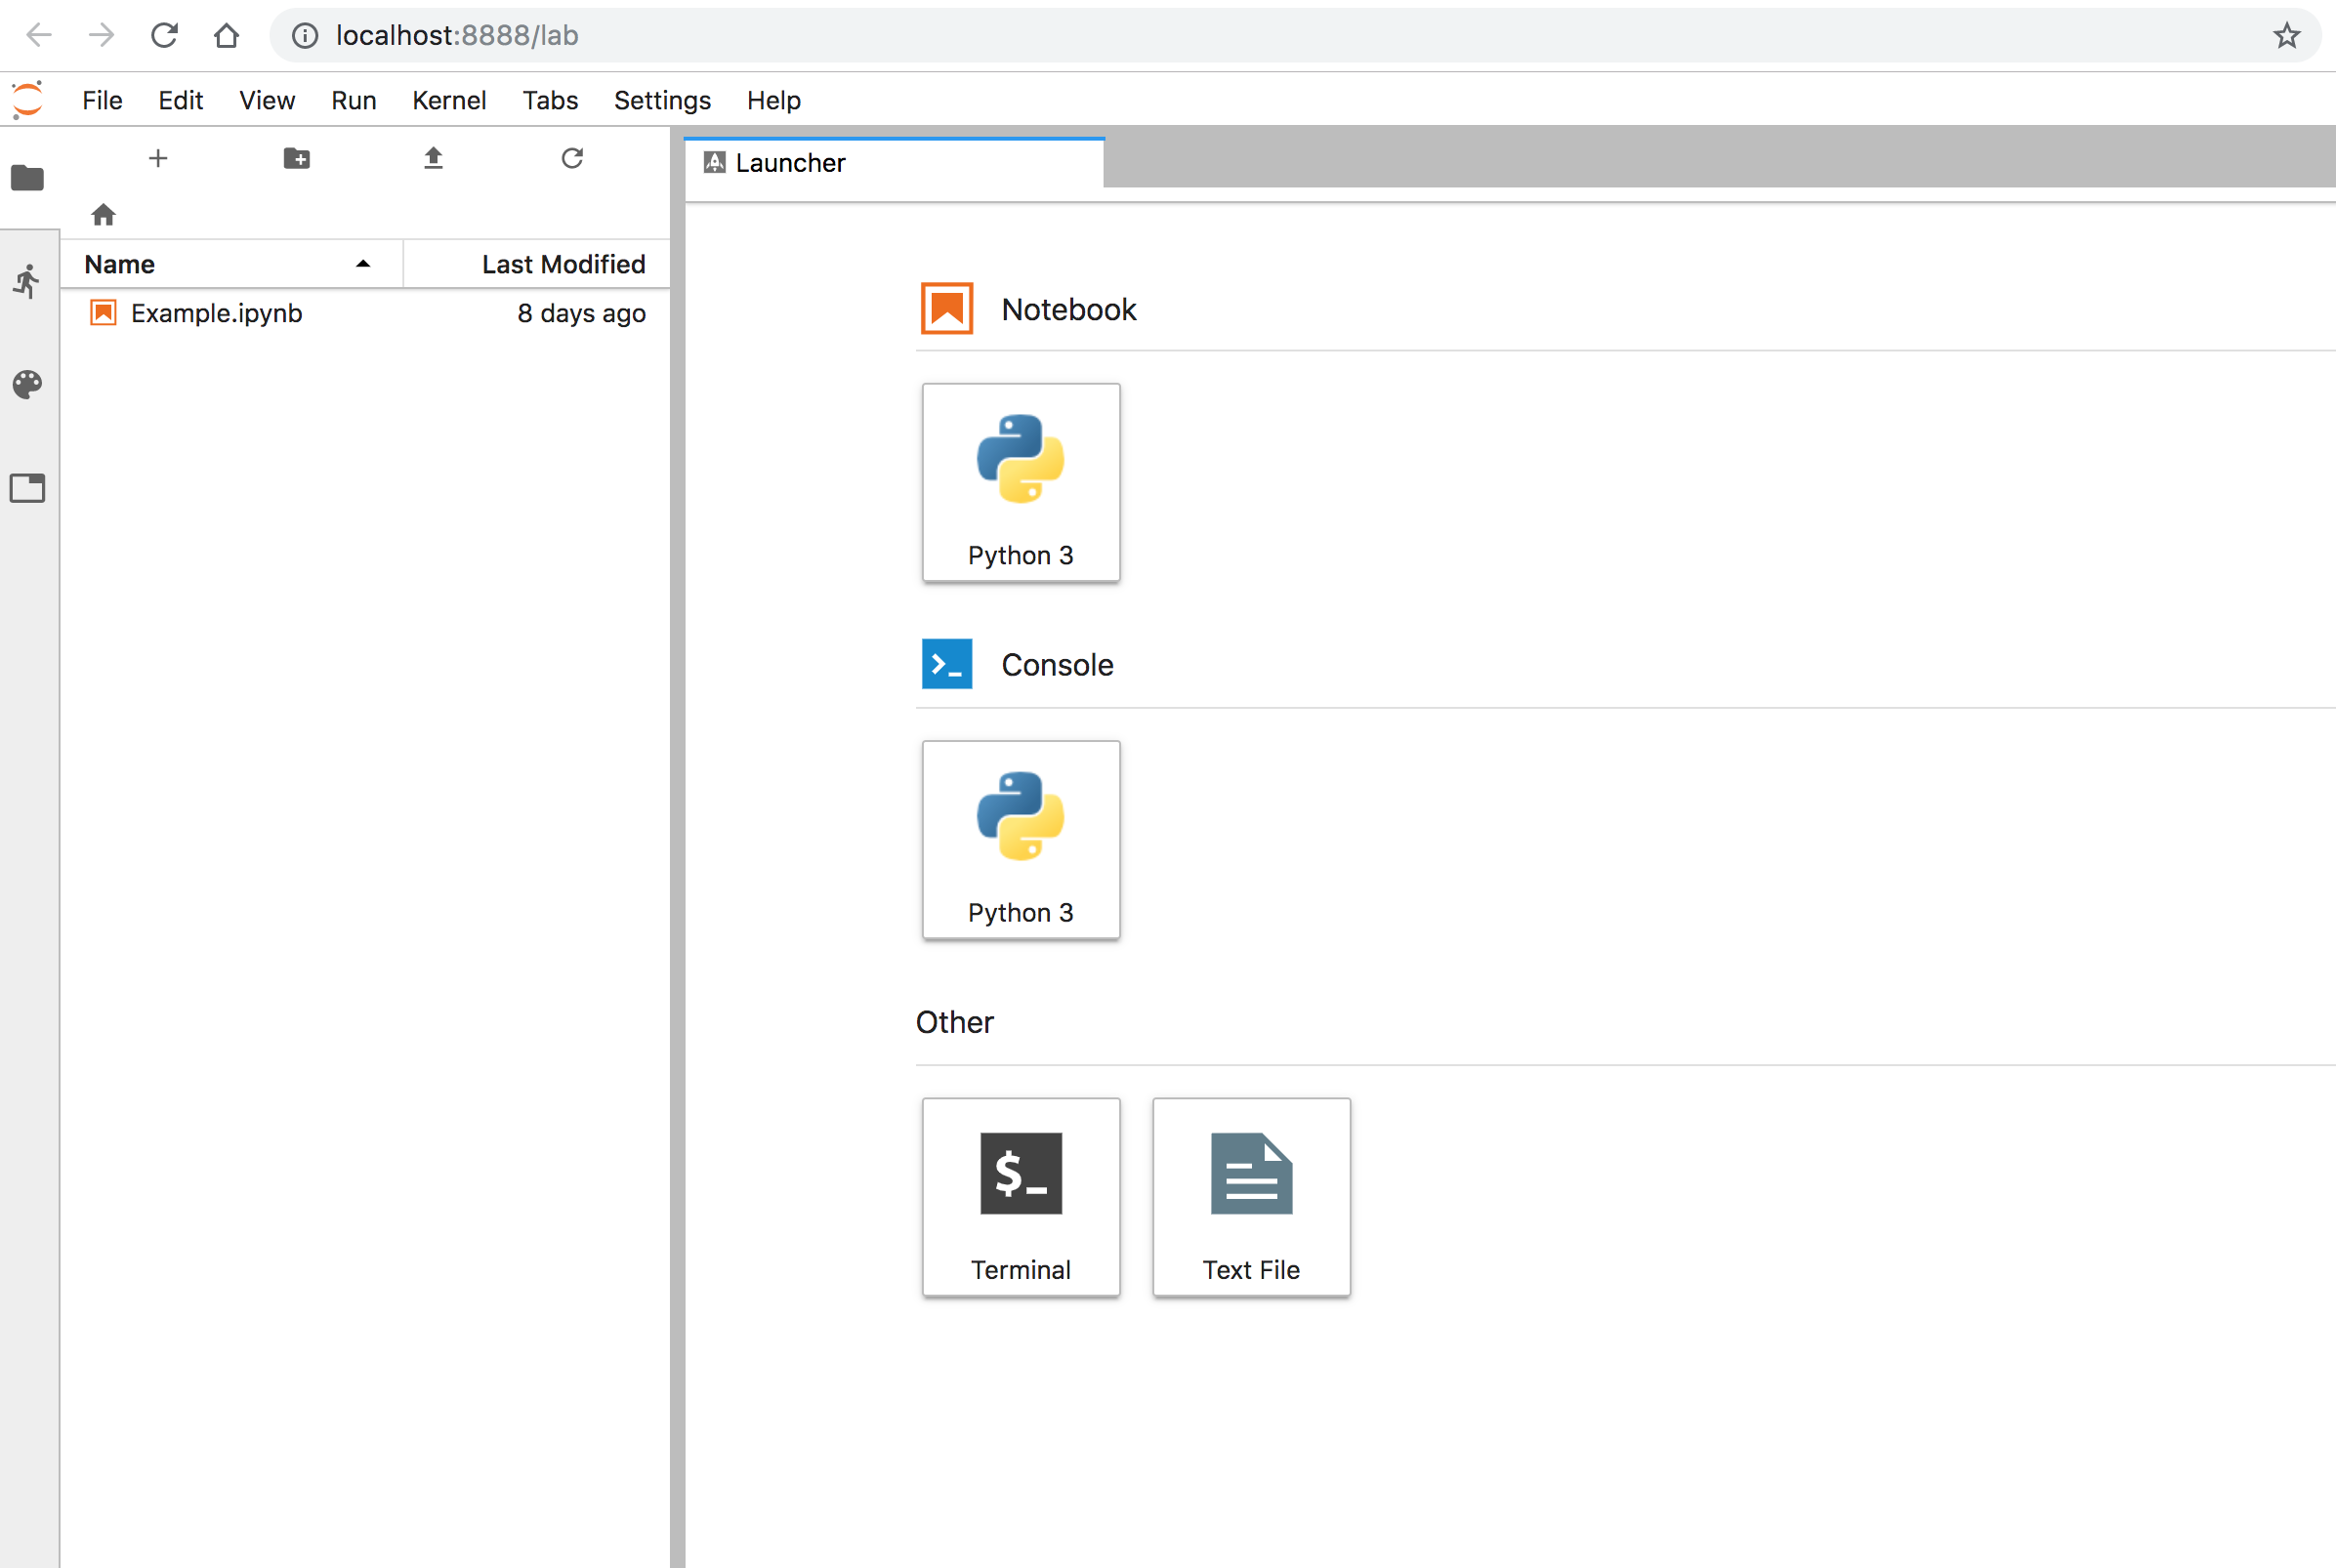 localhost:8888/lab
File Edit View Run Kernel Tabs Settings Help
Launcher
Name Last Modified
Example.ipynb 8 days ago
Notebook
Python 3
Console
Python 3
Other
$_
Terminal Text File